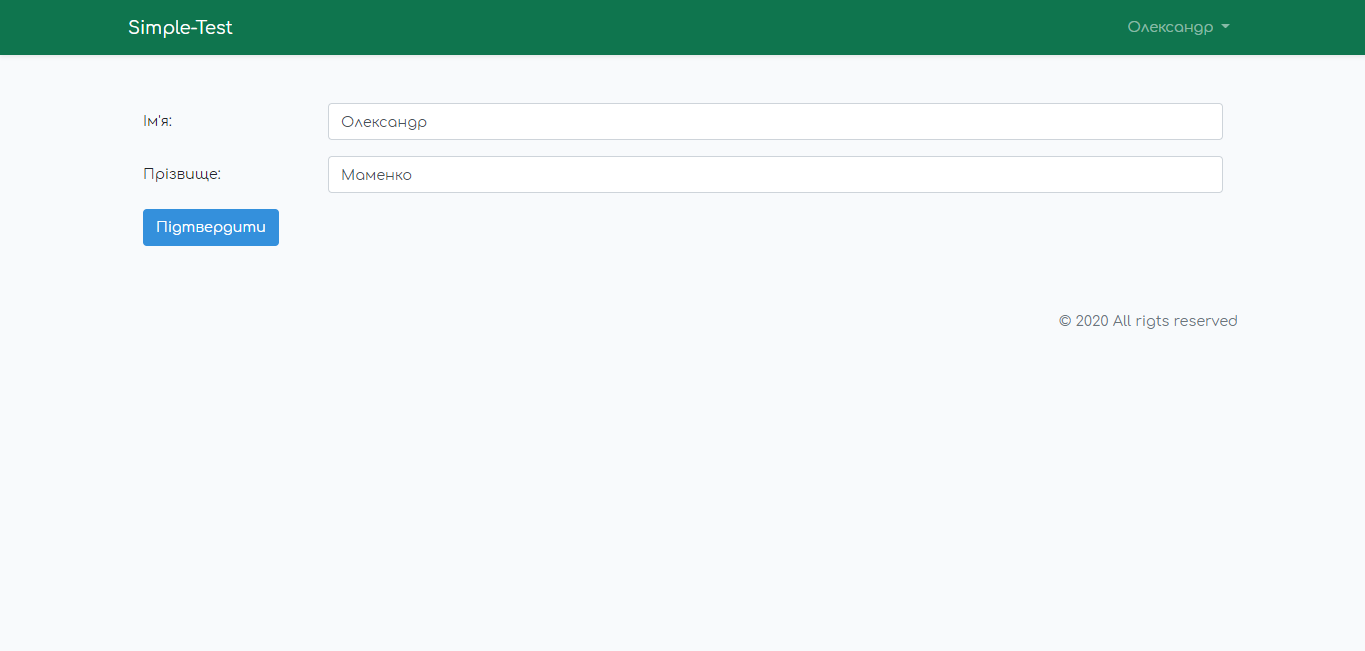 Simple-Test
Олександр
Ім'я:
Олександр
Прізвище:
Маменко
Підтвердити
© 2020 All rigts reserved